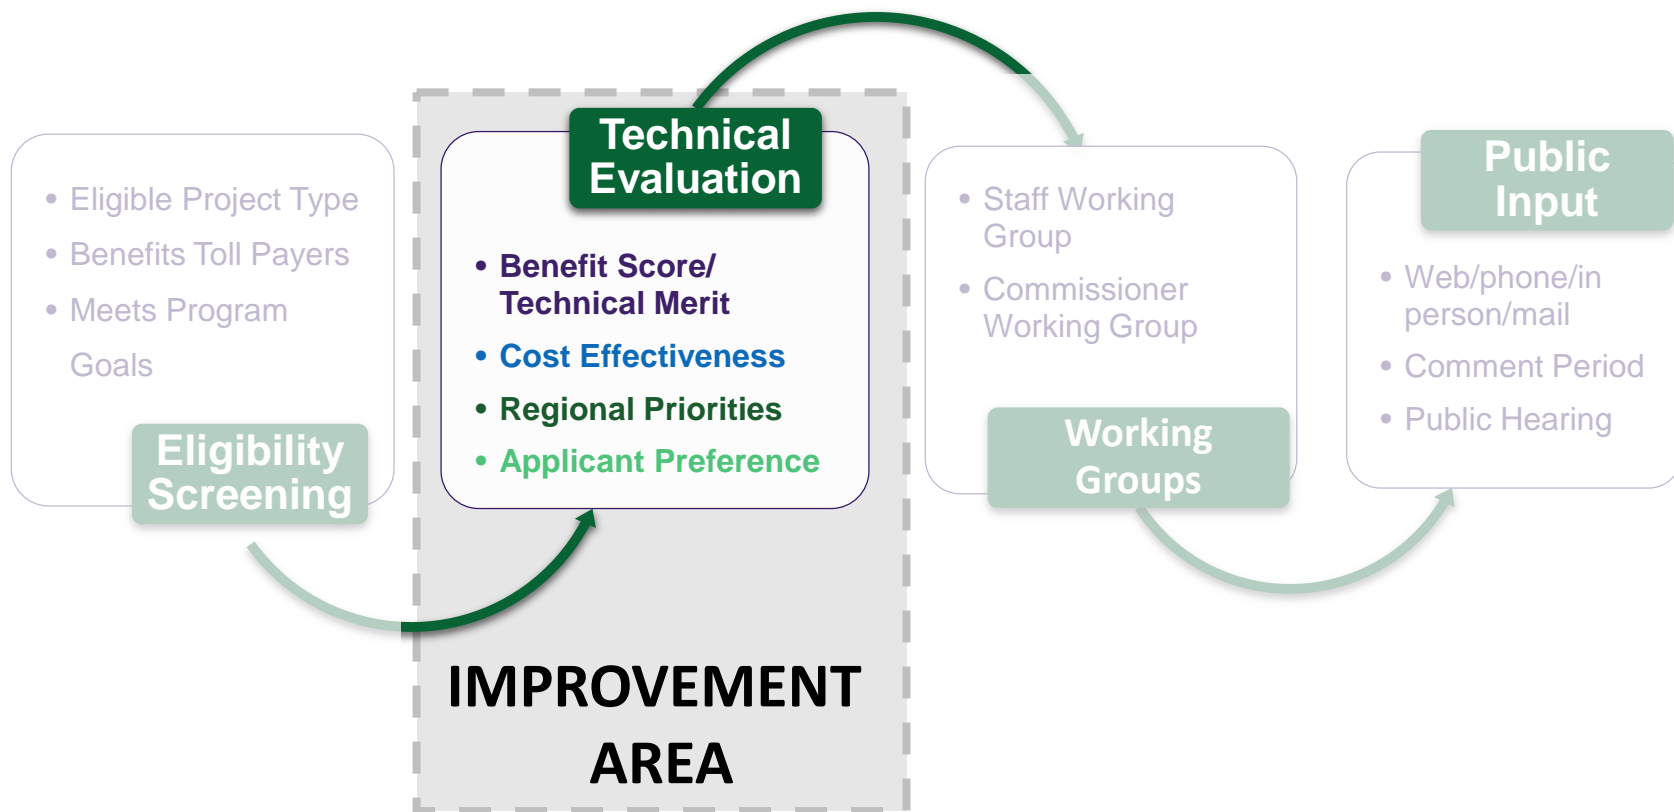 • Eligible Project Type
• Benefits Toll Payers
• Meets Program
Goals
Eligibility
Screening
Technical
Evaluation
• Benefit Score/
Technical Merit
• Cost Effectiveness
• Regional Priorities
• Applicant Preference
IMPROVEMENT
AREA
• Staff Working
Group
• Commissioner
Working Group
Working
Groups
Public
Input
• Web/phone/in
person/mail
• Comment Period
• Public Hearing